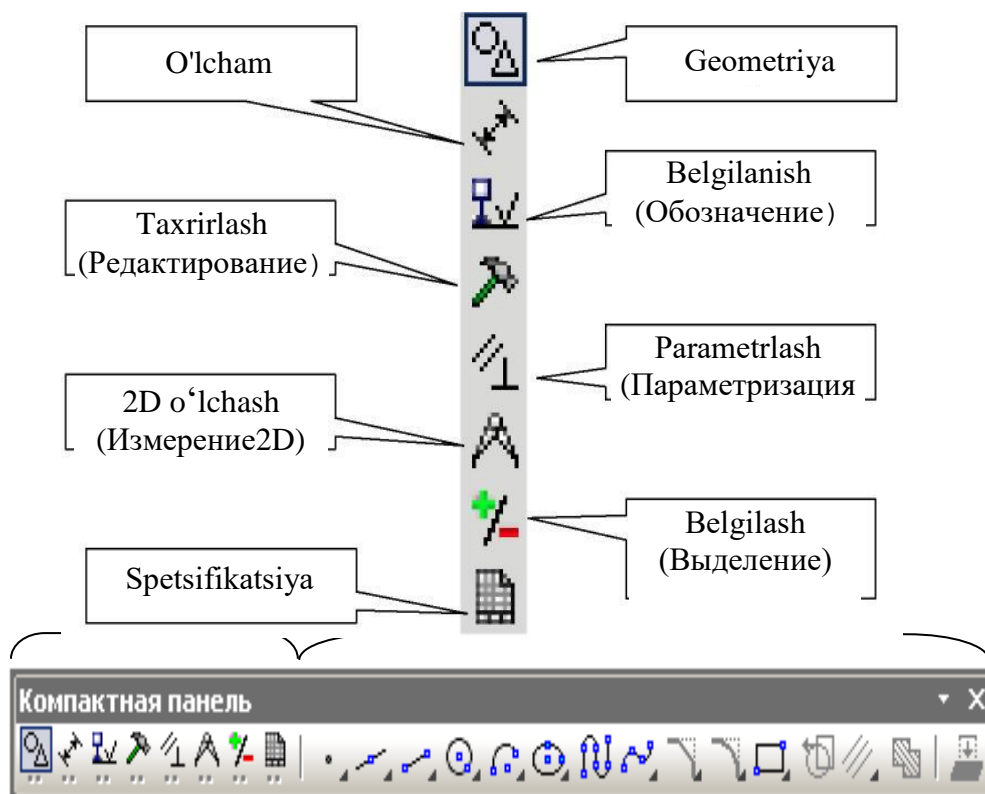 O'lcham
Geometriya
Belgilanish
(Обозначение)
Taxrirlash
(Редактирование)
Parametrlash
(Параметризация
2D o‘lchash
(Измерение2D)
Belgilash
(Выделение)
Spetsifikatsiya
Компактная панель